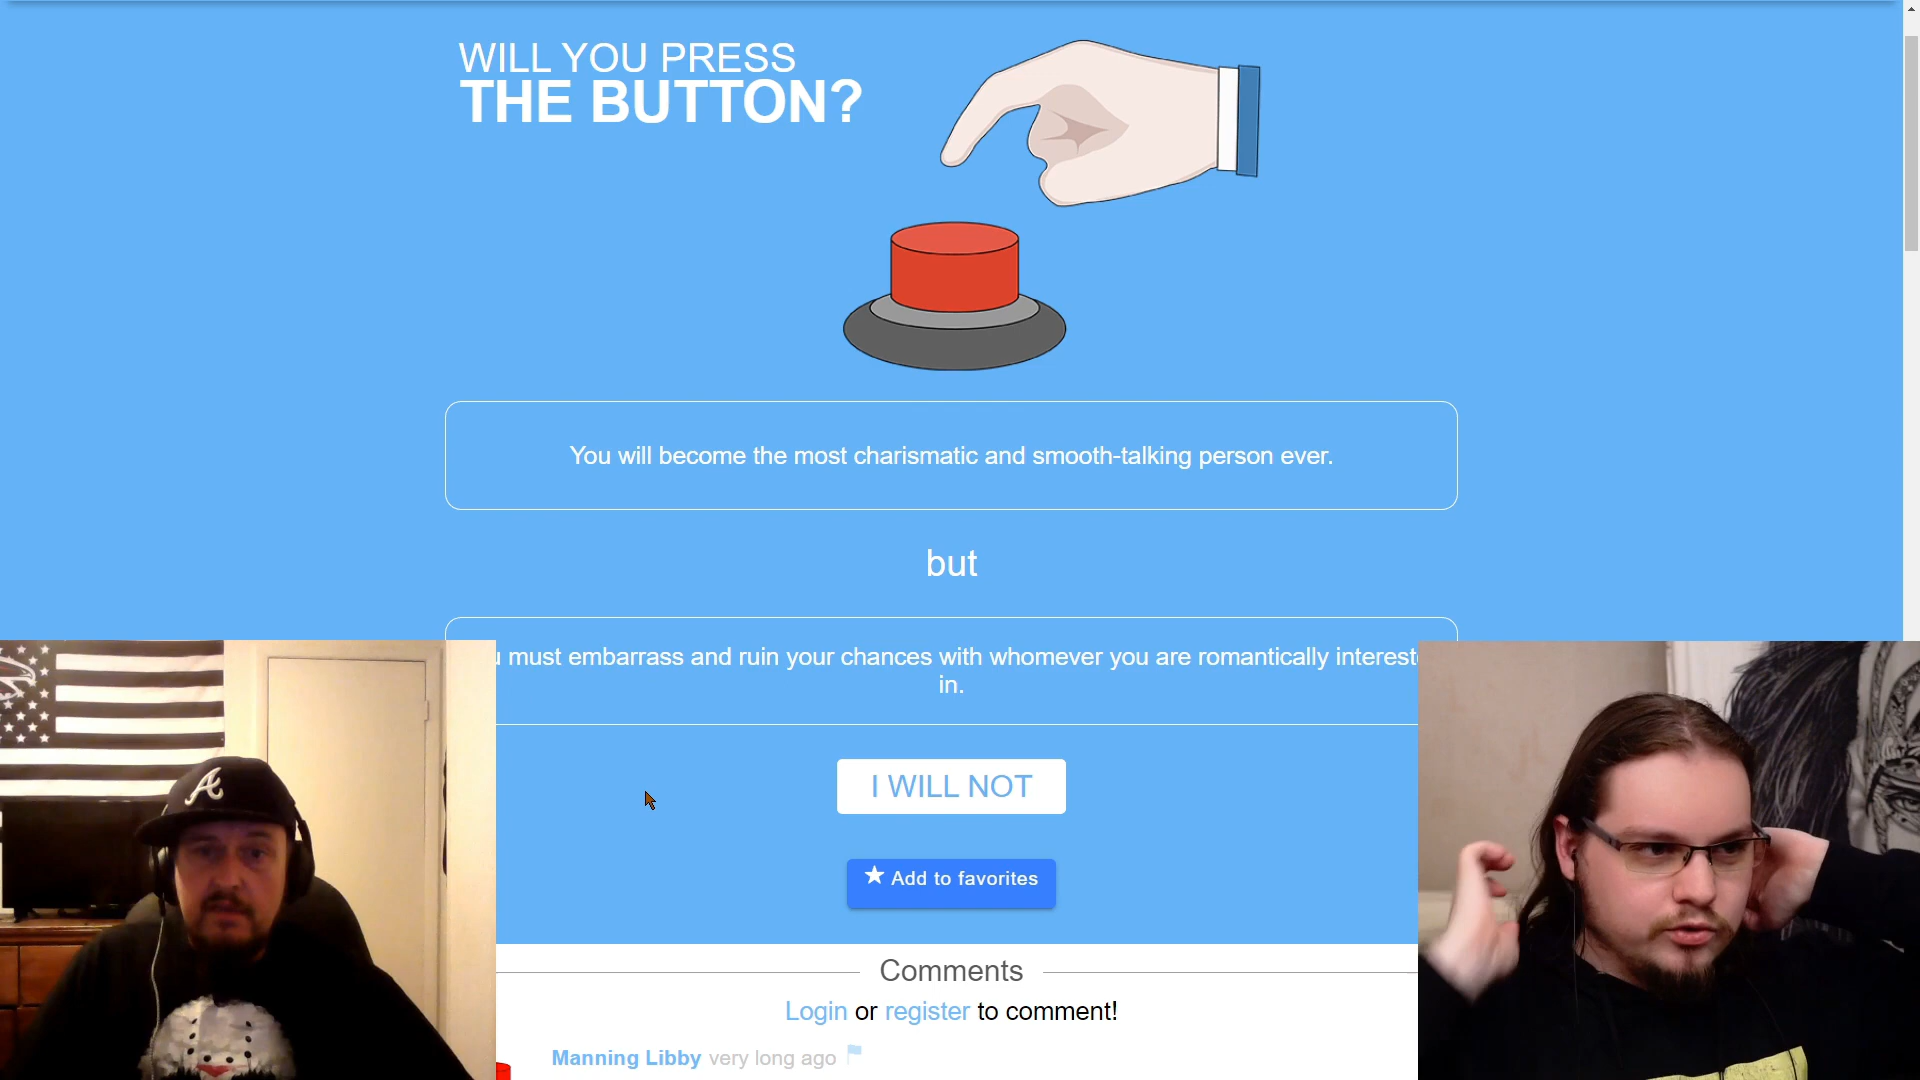 WILL YOU PRESS
THE BUTTON?
You will become the most charismatic and smooth-talking person ever.
but
must embarrass and ruin your chances with whomever you are romantically
in.
I WILL NOT
★ Add to favorites
Comments
Login or register to comment!
Manning Libby very long ago
A